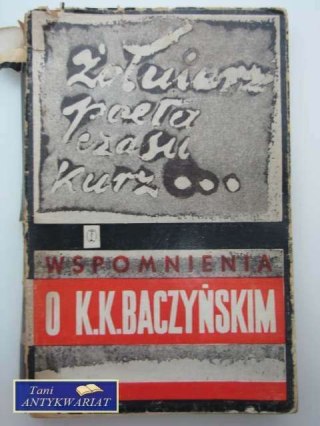 Żołnierz
poeta
czasu
kurz...
WSPOMNIENIA
O K.K.BACZYŃSKIM
Tani
ANTYKWARIAT